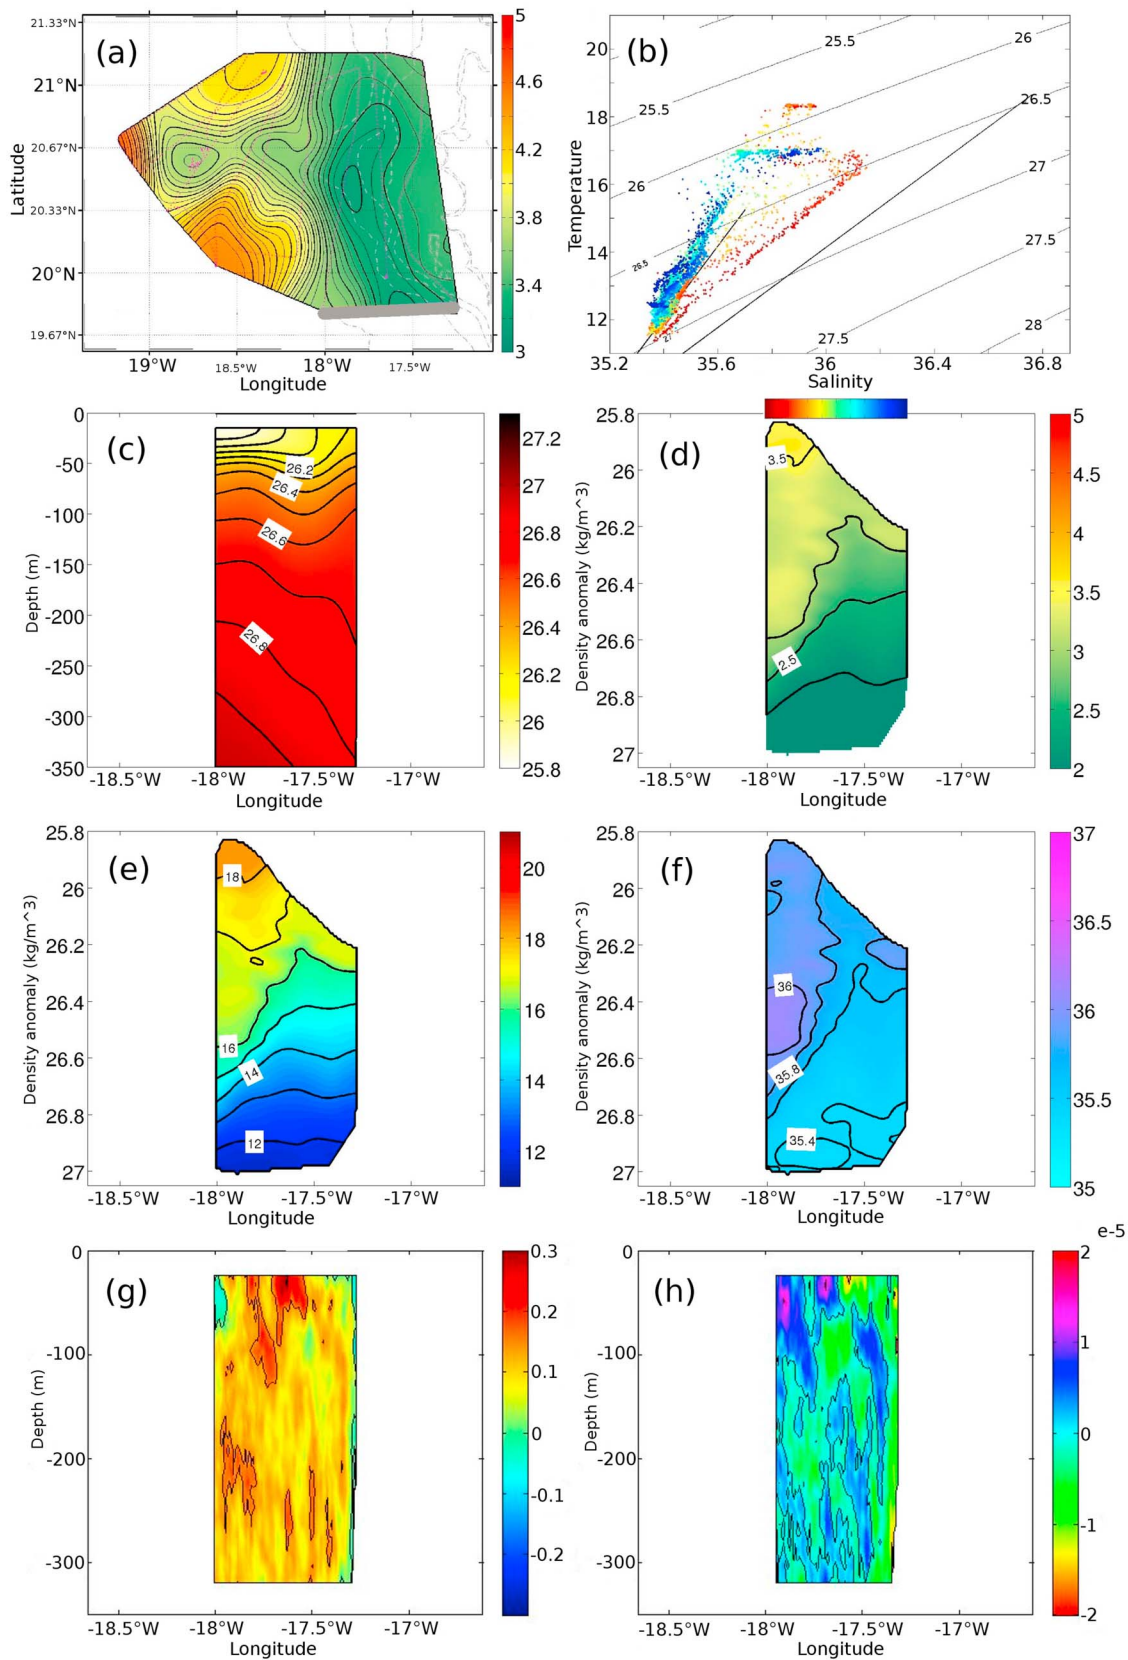 (a)
21.33°N
21°N
20.67°N
20.33°N
20°N
19.67°N
Latitude
19°W
18.5°W
18°W
17.5°W
Longitude
5
4.6
4.2
3.8
3.4
3
(b)
20
18
16
14
12
Temperature
35.2
35.6
36
36.4
36.8
Salinity
25.5
26
25.5
26.5
27
26
27.5
26.5
27.5
28
(c)
0
-50
-100
-150
-200
-250
-300
-350
Depth (m)
26.2
26.4
26.6
26.8
-18.5°W
-18°W
-17.5°W
-17°W
Longitude
27.2
27
26.8
26.6
26.4
26.2
26
25.8
(d)
25.8
26
26.2
26.4
26.6
26.8
27
Density anomaly (kg/m^3)
3.5
2.5
-18.5°W
-18°W
-17.5°W
-17°W
Longitude
5
4.5
4
3.5
3
2.5
2
(e)
25.8
26
26.2
26.4
26.6
26.8
27
Density anomaly (kg/m^3)
18
16
14
12
-18.5°W
-18°W
-17.5°W
-17°W
Longitude
20
18
16
14
12
(f)
25.8
26
26.2
26.4
26.6
26.8
27
Density anomaly (kg/m^3)
36
35.8
35.4
-18.5°W
-18°W
-17.5°W
-17°W
Longitude
37
36.5
36
35.5
35
(g)
0
-100
-200
-300
Depth (m)
-18.5°W
-18°W
-17.5°W
-17°W
Longitude
0.3
0.2
0.1
0
-0.1
-0.2
(h)
0
-100
-200
-300
Depth (m)
-18.5°W
-18°W
-17.5°W
-17°W
Longitude
e-5
2
1
0
-1
-2